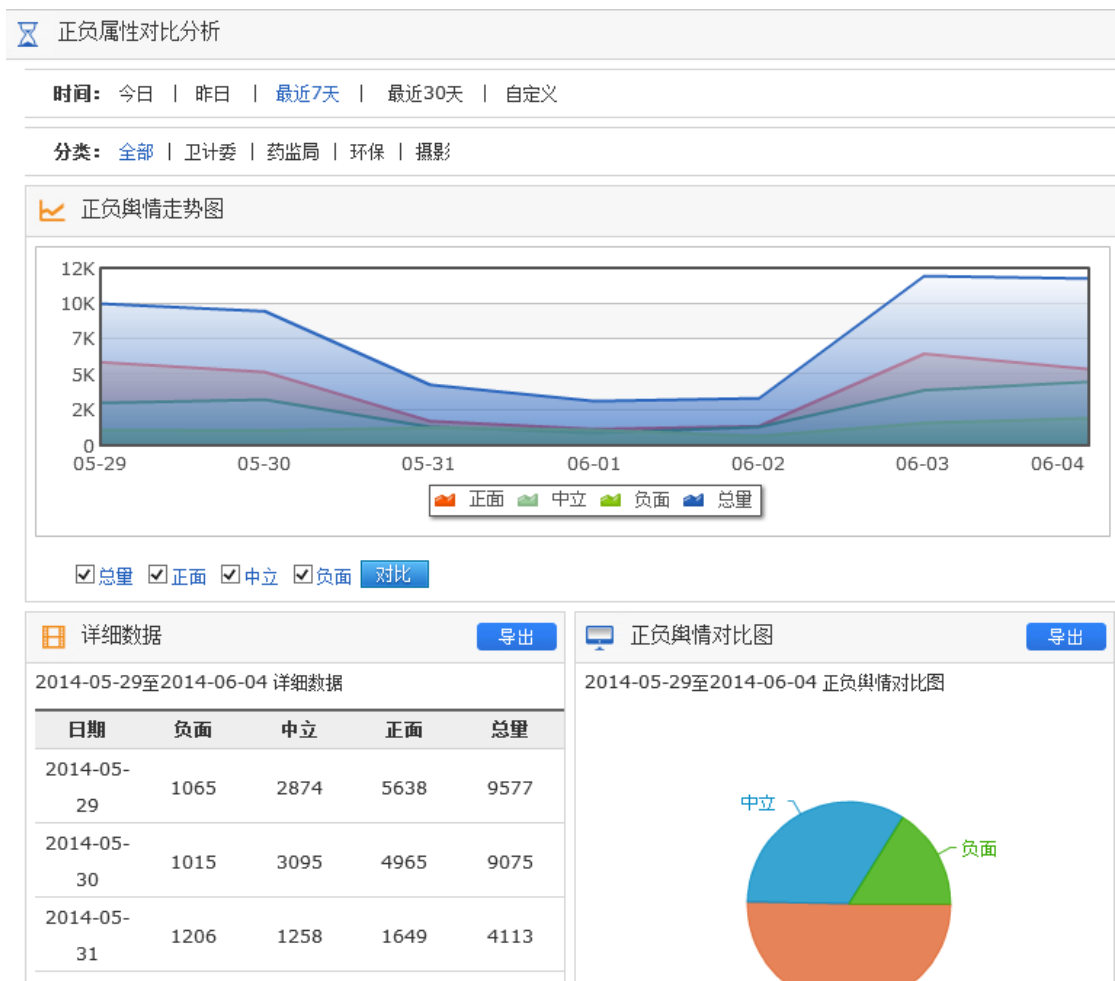 正负属性对比分析
时间: 今日 | 昨日 | 最近7天 | 最近30天 | 自定义
分类: 全部 | 卫计委 | 药监局 | 环保 | 摄影
正负舆情走势图
12K
10K
7K
5K
2K
0
05-29 05-30 05-31 06-01 06-02 06-03 06-04
正面 中立 负面 总量
总量 正面 中立 负面 对比
详细数据 导出
2014-05-29至2014-06-04 详细数据
日期 负面 中立 正面 总量
2014-05-29 1065 2874 5638 9577
2014-05-30 1015 3095 4965 9075
2014-05-31 1206 1258 1649 4113
正负舆情对比图 导出
2014-05-29至2014-06-04 正负舆情对比图
中立
负面